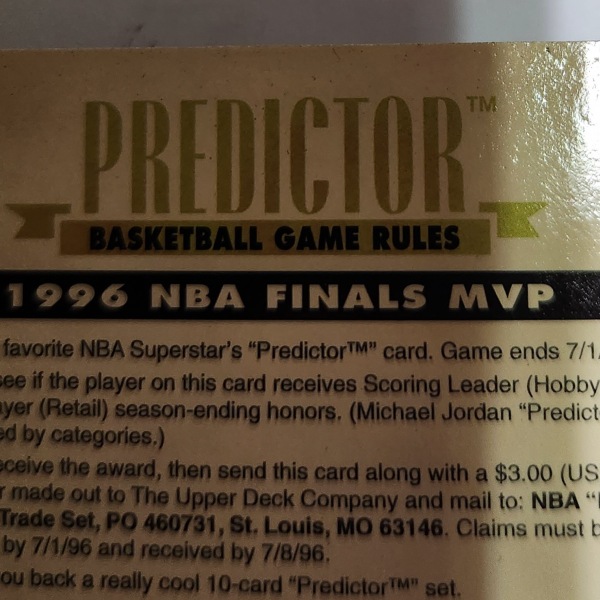 PREDICTOR™
BASKETBALL GAME RULES
1996 NBA FINALS MVP
favorite NBA Superstar's "Predictor™" card. Game ends 7/1/
see if the player on this card receives Scoring Leader (Hobby
yer (Retail) season-ending honors. (Michael Jordan "Predict
ed by categories.)
eceive the award, then send this card along with a $3.00 (US
r made out to The Upper Deck Company and mail to: NBA "
Trade Set, PO 460731, St. Louis, MO 63146. Claims must b
by 7/1/96 and received by 7/8/96.
ou back a really cool 10-card "Predictor™" set.